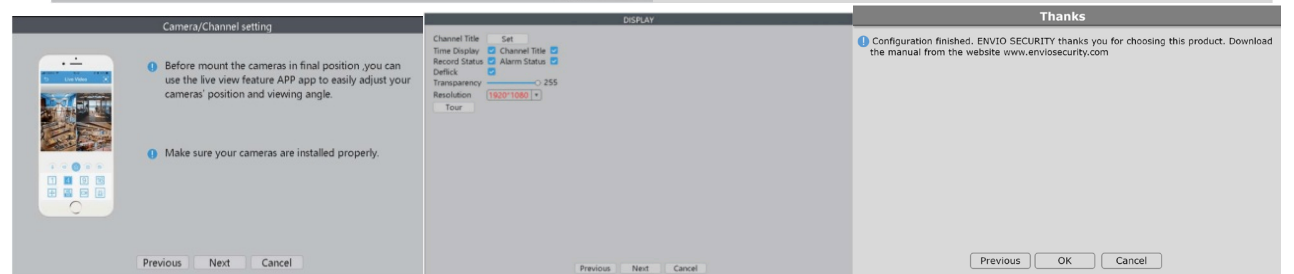 Camera/Channel setting
Before mount the cameras in final position ,you can
use the live view feature APP app to easily adjust your
cameras' position and viewing angle.
Make sure your cameras are installed properly.
Previous Next Cancel
DISPLAY
Channel Title Set
Time Display Channel Title
Record Status Alarm Status
Deflick
Transparency 255
Resolution 1920*1080
Tour
Previous Next Cancel
Thanks
Configuration finished. ENVIO SECURITY thanks you for choosing this product. Download
the manual from the website www.enviosecurity.com
Previous OK Cancel